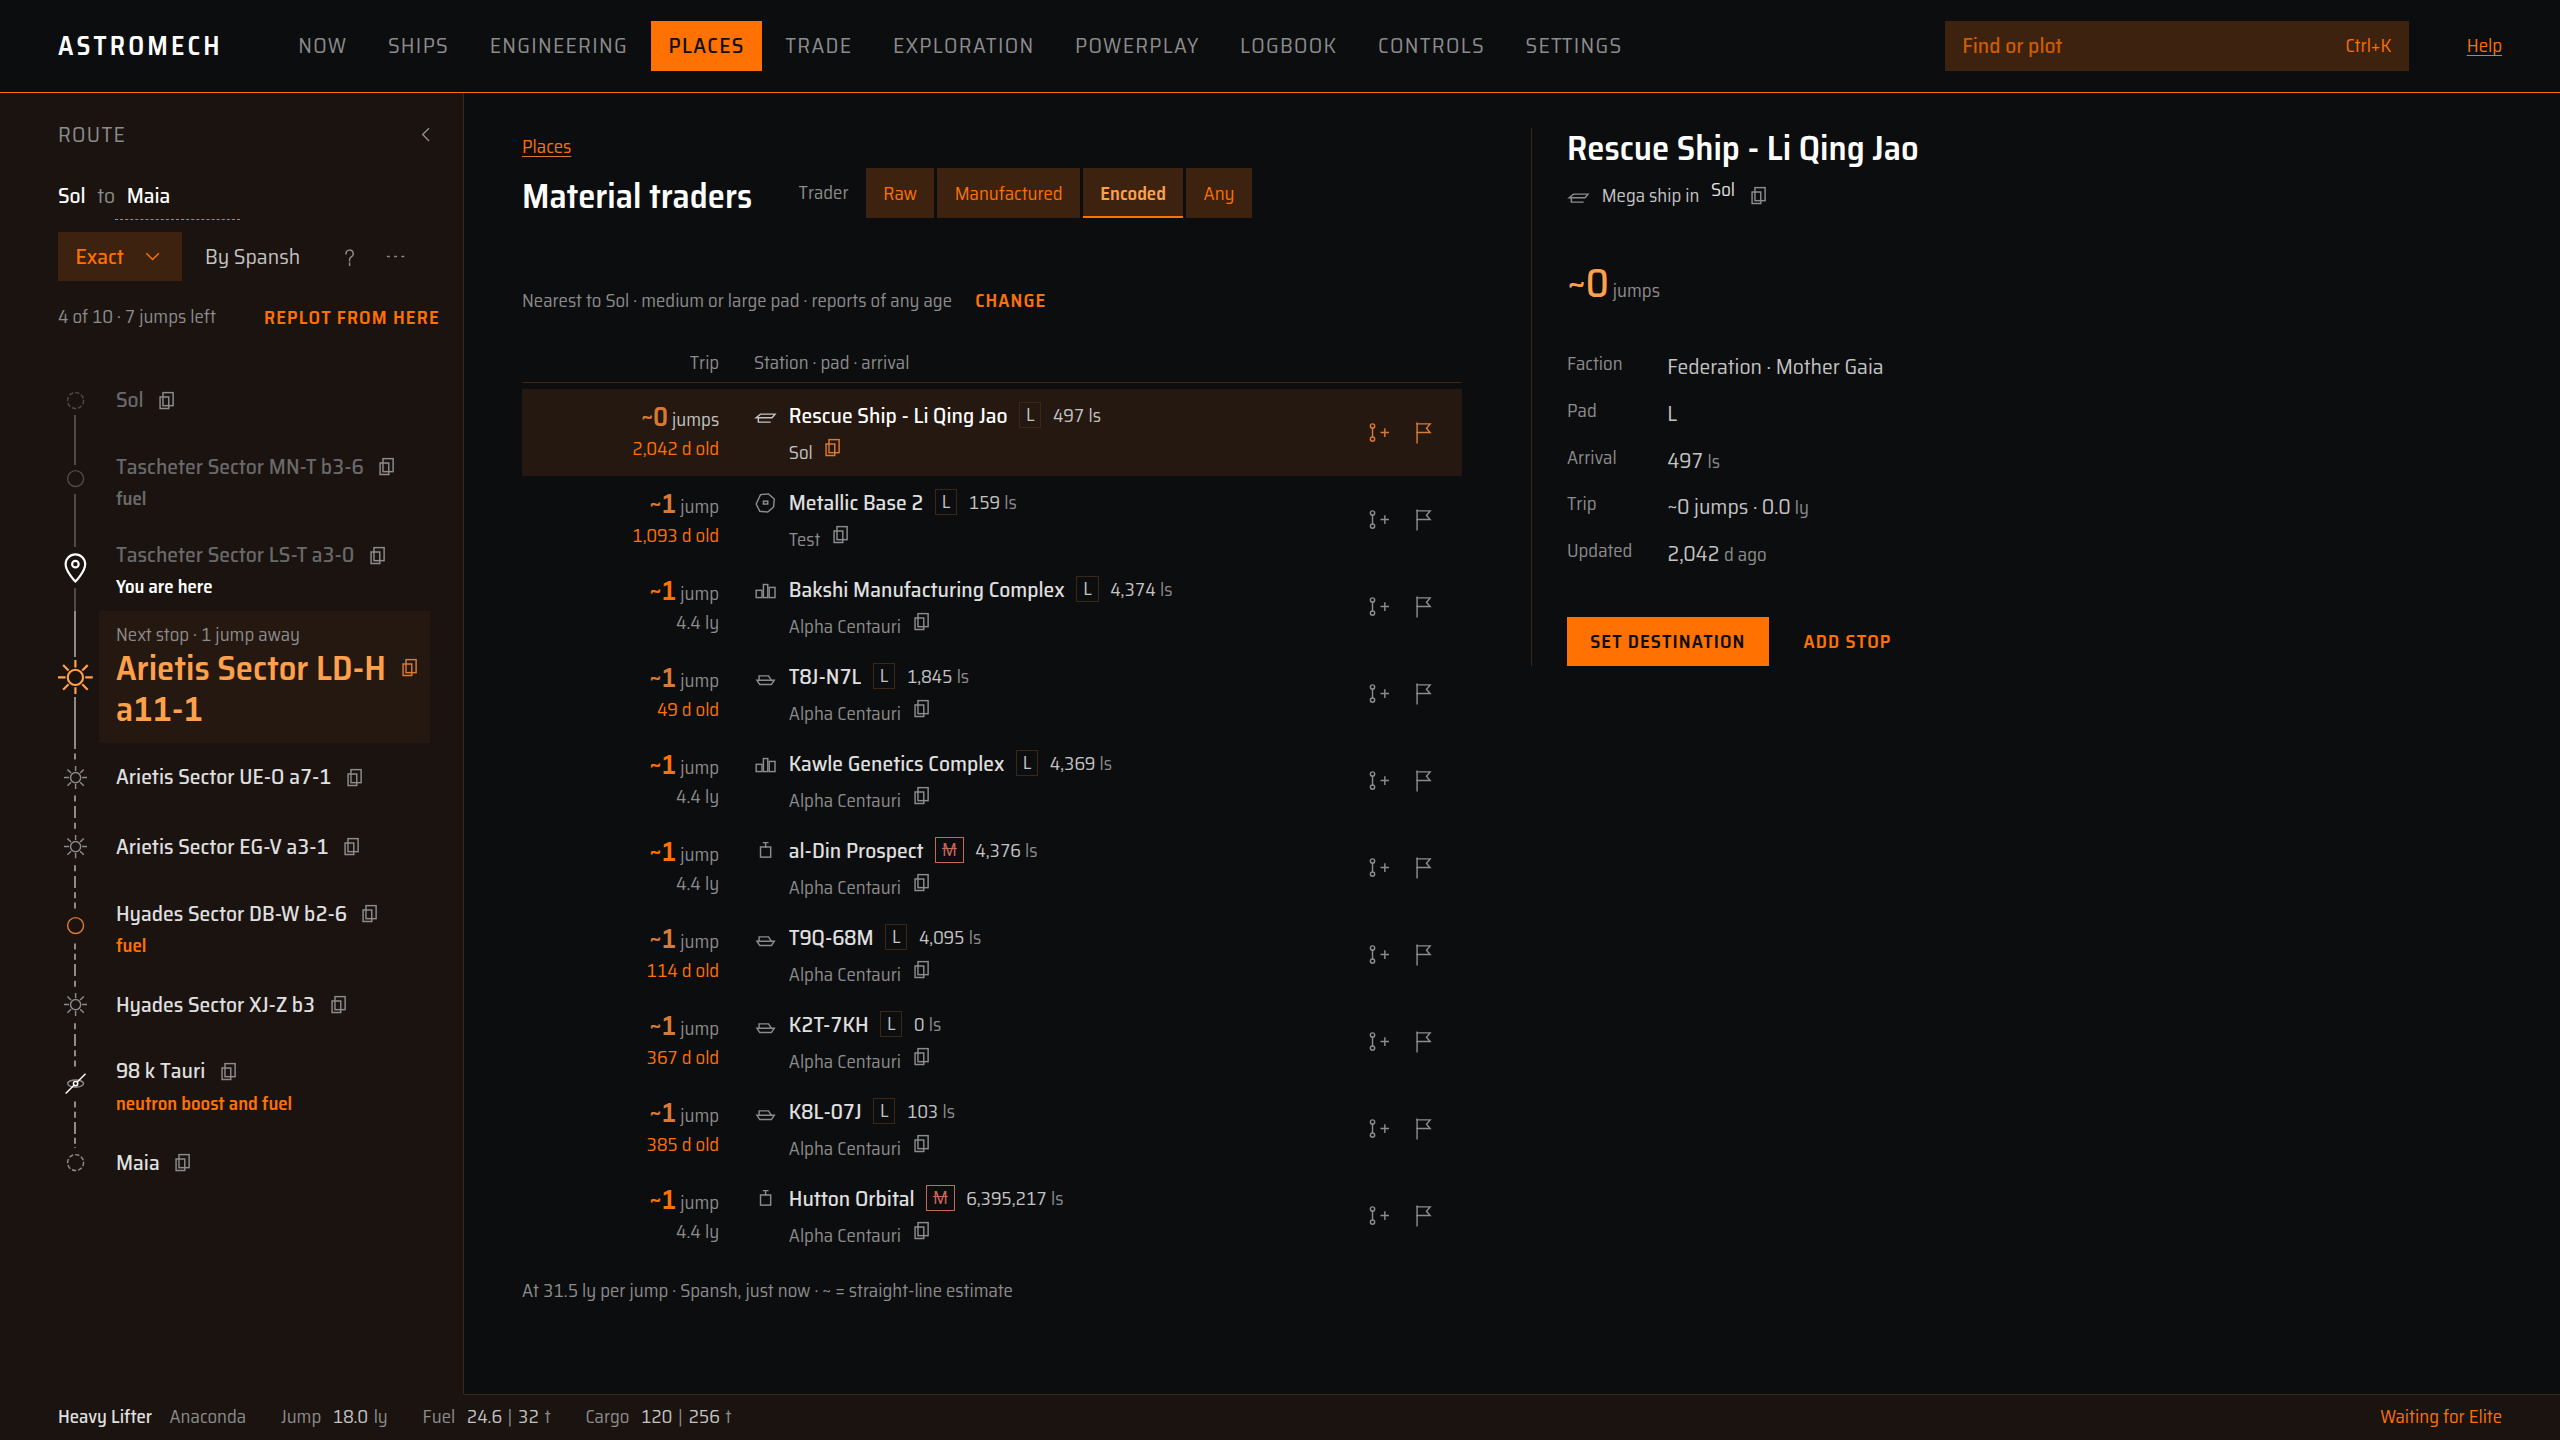 ASTROMECH
NOW SHIPS ENGINEERING PLACES TRADE EXPLORATION POWERPLAY LOGBOOK CONTROLS SETTINGS
Find or plot Ctrl+K
Help
ROUTE
Sol to Maia
Exact By Spansh ? ···
4 of 10 · 7 jumps left REPLOT FROM HERE
Sol
Tascheter Sector MN-T b3-6
fuel
Tascheter Sector LS-T a3-0
You are here
Next stop · 1 jump away
Arietis Sector LD-H
a11-1
Arietis Sector UE-O a7-1
Arietis Sector EG-V a3-1
Hyades Sector DB-W b2-6
fuel
Hyades Sector XJ-Z b3
98 k Tauri
neutron boost and fuel
Maia
Places
Material traders
Trader Raw Manufactured Encoded Any
Nearest to Sol · medium or large pad · reports of any age CHANGE
Trip Station · pad · arrival
~0 jumps Rescue Ship - Li Qing Jao L 497 ls
2,042 d old Sol
~1 jump Metallic Base 2 L 159 ls
1,093 d old Test
~1 jump Bakshi Manufacturing Complex L 4,374 ls
4.4 ly Alpha Centauri
~1 jump T8J-N7L L 1,845 ls
49 d old Alpha Centauri
~1 jump Kawle Genetics Complex L 4,369 ls
4.4 ly Alpha Centauri
~1 jump al-Din Prospect M 4,376 ls
4.4 ly Alpha Centauri
~1 jump T9Q-68M L 4,095 ls
114 d old Alpha Centauri
~1 jump K2T-7KH L 0 ls
367 d old Alpha Centauri
~1 jump K8L-07J L 103 ls
385 d old Alpha Centauri
~1 jump Hutton Orbital M 6,395,217 ls
4.4 ly Alpha Centauri
At 31.5 ly per jump · Spansh, just now · ~ = straight-line estimate
Rescue Ship - Li Qing Jao
Mega ship in Sol
~0 jumps
Faction Federation · Mother Gaia
Pad L
Arrival 497 ls
Trip ~0 jumps · 0.0 ly
Updated 2,042 d ago
SET DESTINATION ADD STOP
Heavy Lifter Anaconda Jump 18.0 ly Fuel 24.6 | 32 t Cargo 120 | 256 t
Waiting for Elite